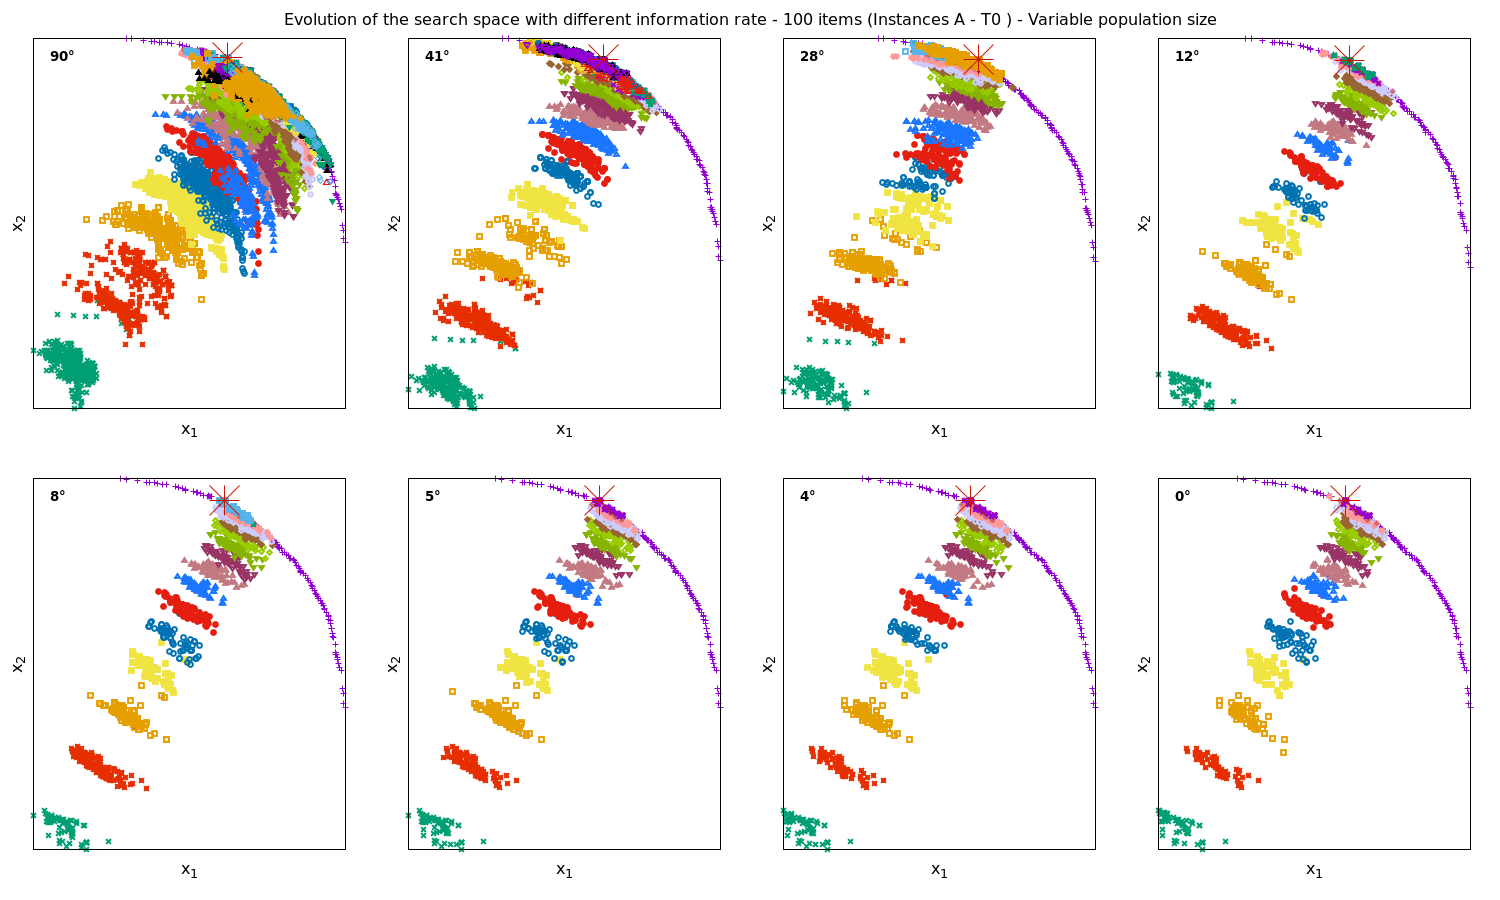 Evolution of the search space with different information rate - 100 items (Instances A - T0 ) - Variable population size
90° 41° 28° 12°
x2 x2 x2 x2
x1 x1 x1 x1
8° 5° 4° 0°
x2 x2 x2 x2
x1 x1 x1 x1